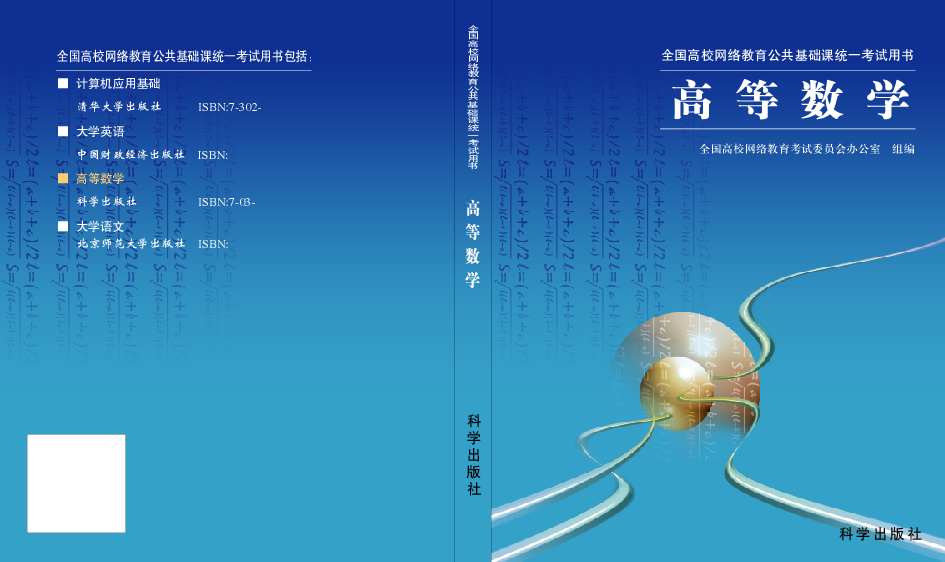 全国高校网络教育公共基础课统一考试用书包括：
计算机应用基础
清华大学出版社 ISBN:7-302-
大学英语
中国财政经济出版社 ISBN:
高等数学
科学出版社 ISBN:7-03-
大学语文
北京师范大学出版社 ISBN:
全国高校网络教育公共基础课统一考试用书
高等数学
科学出版社
全国高校网络教育公共基础课统一考试用书
高等数学
全国高校网络教育考试委员会办公室 组编
科学出版社